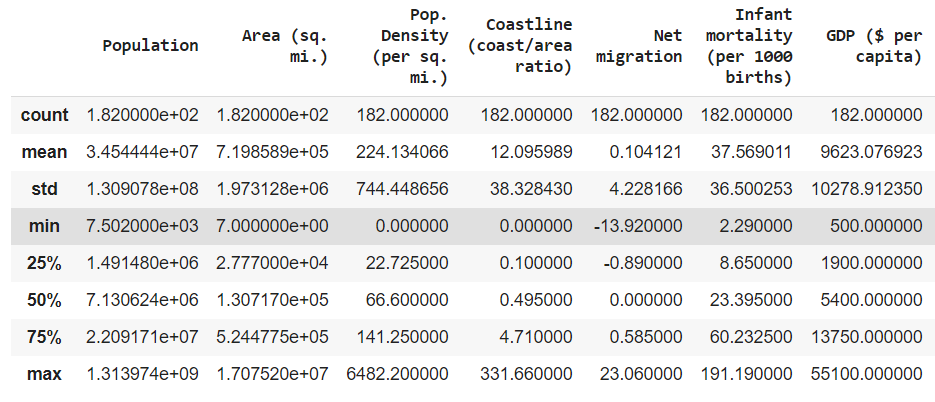 Population Area (sq. mi.) Pop. Density (per sq. mi.) Coastline (coast/area ratio) Net migration Infant mortality (per 1000 births) GDP ($ per capita)
count 1.820000e+02 1.820000e+02 182.000000 182.000000 182.000000 182.000000 182.000000
mean 3.454444e+07 7.198589e+05 224.134066 12.095989 0.104121 37.569011 9623.076923
std 1.309078e+08 1.973128e+06 744.448656 38.328430 4.228166 36.500253 10278.912350
min 7.502000e+03 7.000000e+00 0.000000 0.000000 -13.920000 2.290000 500.000000
25% 1.491480e+06 2.777000e+04 22.725000 0.100000 -0.890000 8.650000 1900.000000
50% 7.130624e+06 1.307170e+05 66.600000 0.495000 0.000000 23.395000 5400.000000
75% 2.209171e+07 5.244775e+05 141.250000 4.710000 0.585000 60.232500 13750.000000
max 1.313974e+09 1.707520e+07 6482.200000 331.660000 23.060000 191.190000 55100.000000